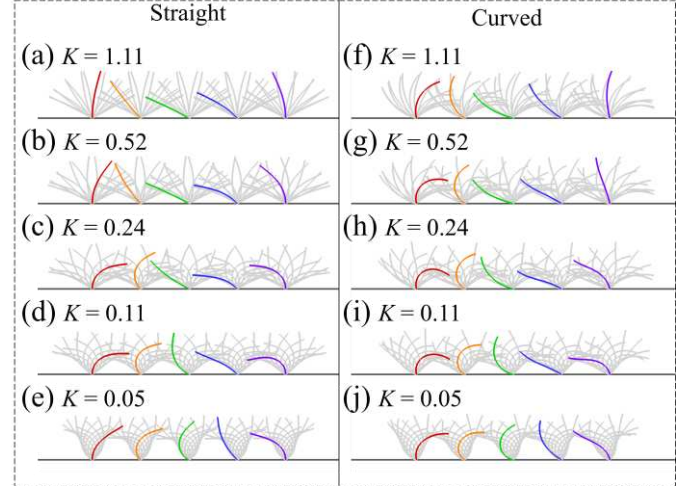 Straight
(a) K = 1.11
(b) K = 0.52
(c) K = 0.24
(d) K = 0.11
(e) K = 0.05
Curved
(f) K = 1.11
(g) K = 0.52
(h) K = 0.24
(i) K = 0.11
(j) K = 0.05